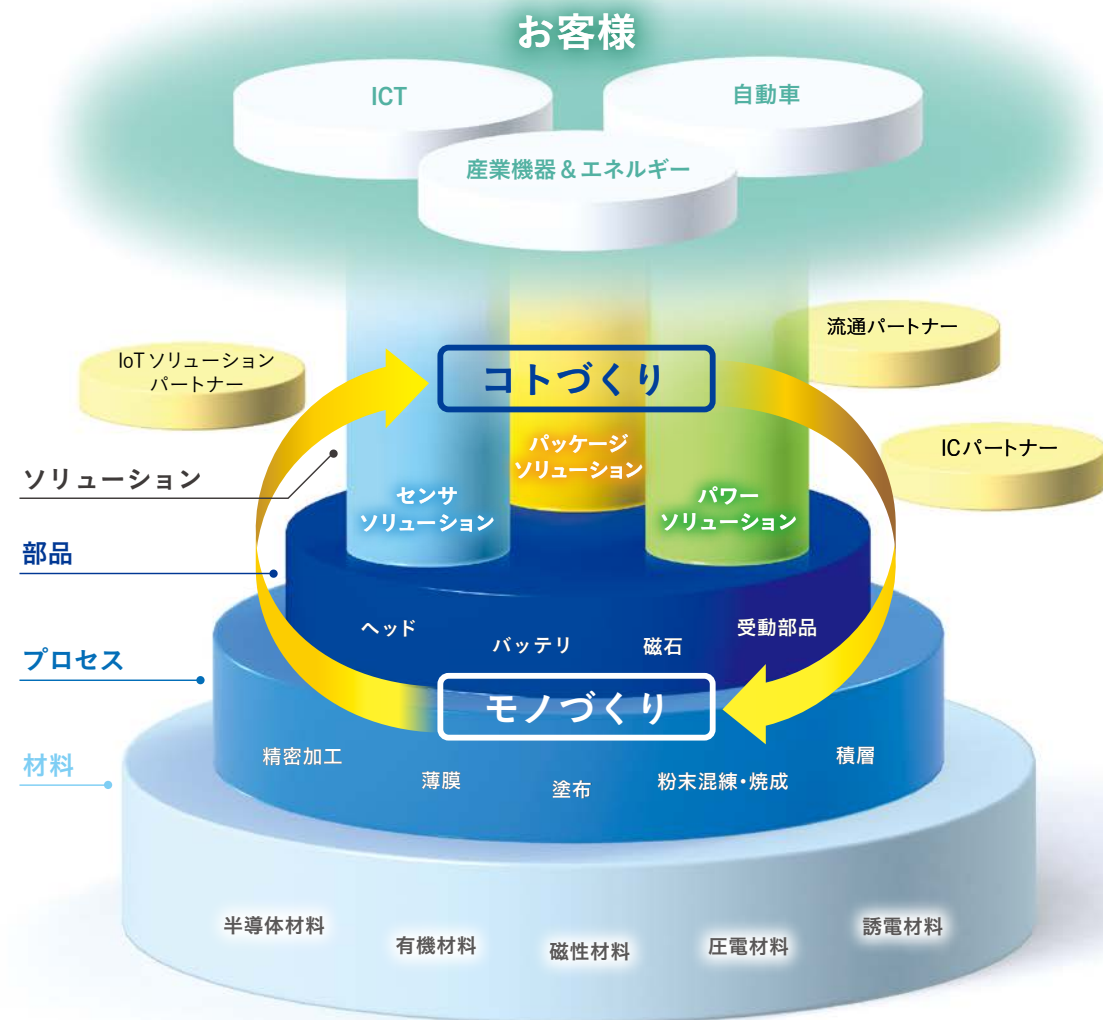 お客様
ICT
自動車
産業機器＆エネルギー
流通パートナー
IoTソリューション
パートナー
コトづくり
ICパートナー
パッケージ
ソリューション
ソリューション
センサ
ソリューション
パワー
ソリューション
部品
ヘッド
バッテリ
磁石
受動部品
プロセス
モノづくり
精密加工
薄膜
塗布
粉末混練・焼成
積層
材料
半導体材料
有機材料
磁性材料
圧電材料
誘電材料